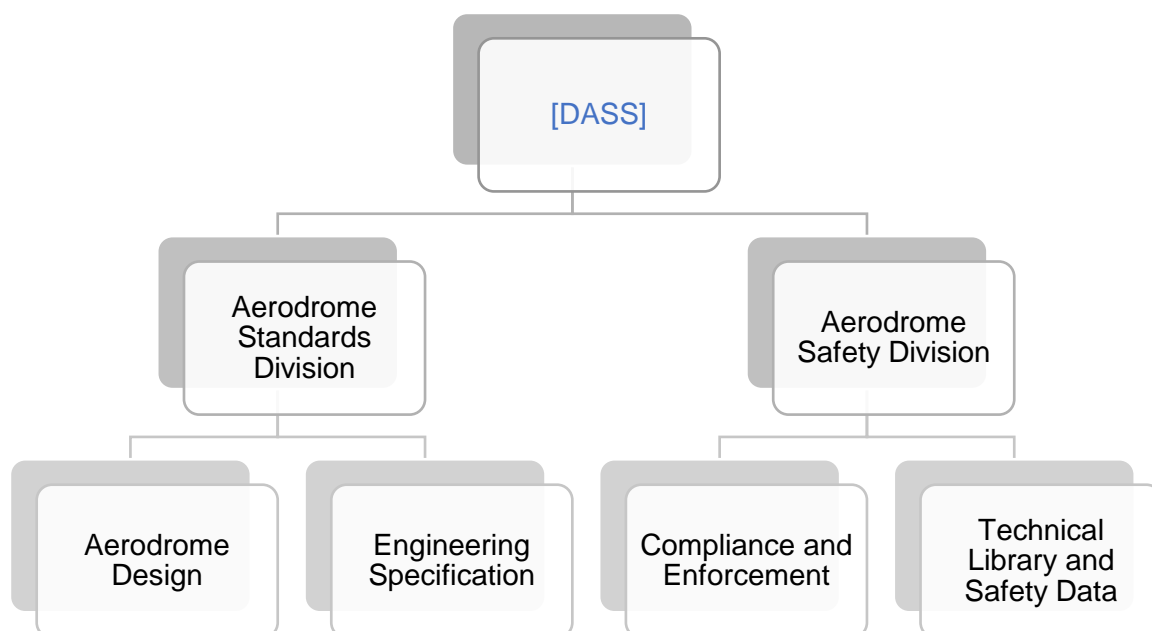 [DASS]
Aerodrome
Standards
Division
Aerodrome
Safety Division
Aerodrome
Design
Engineering
Specification
Compliance and
Enforcement
Technical
Library and
Safety Data